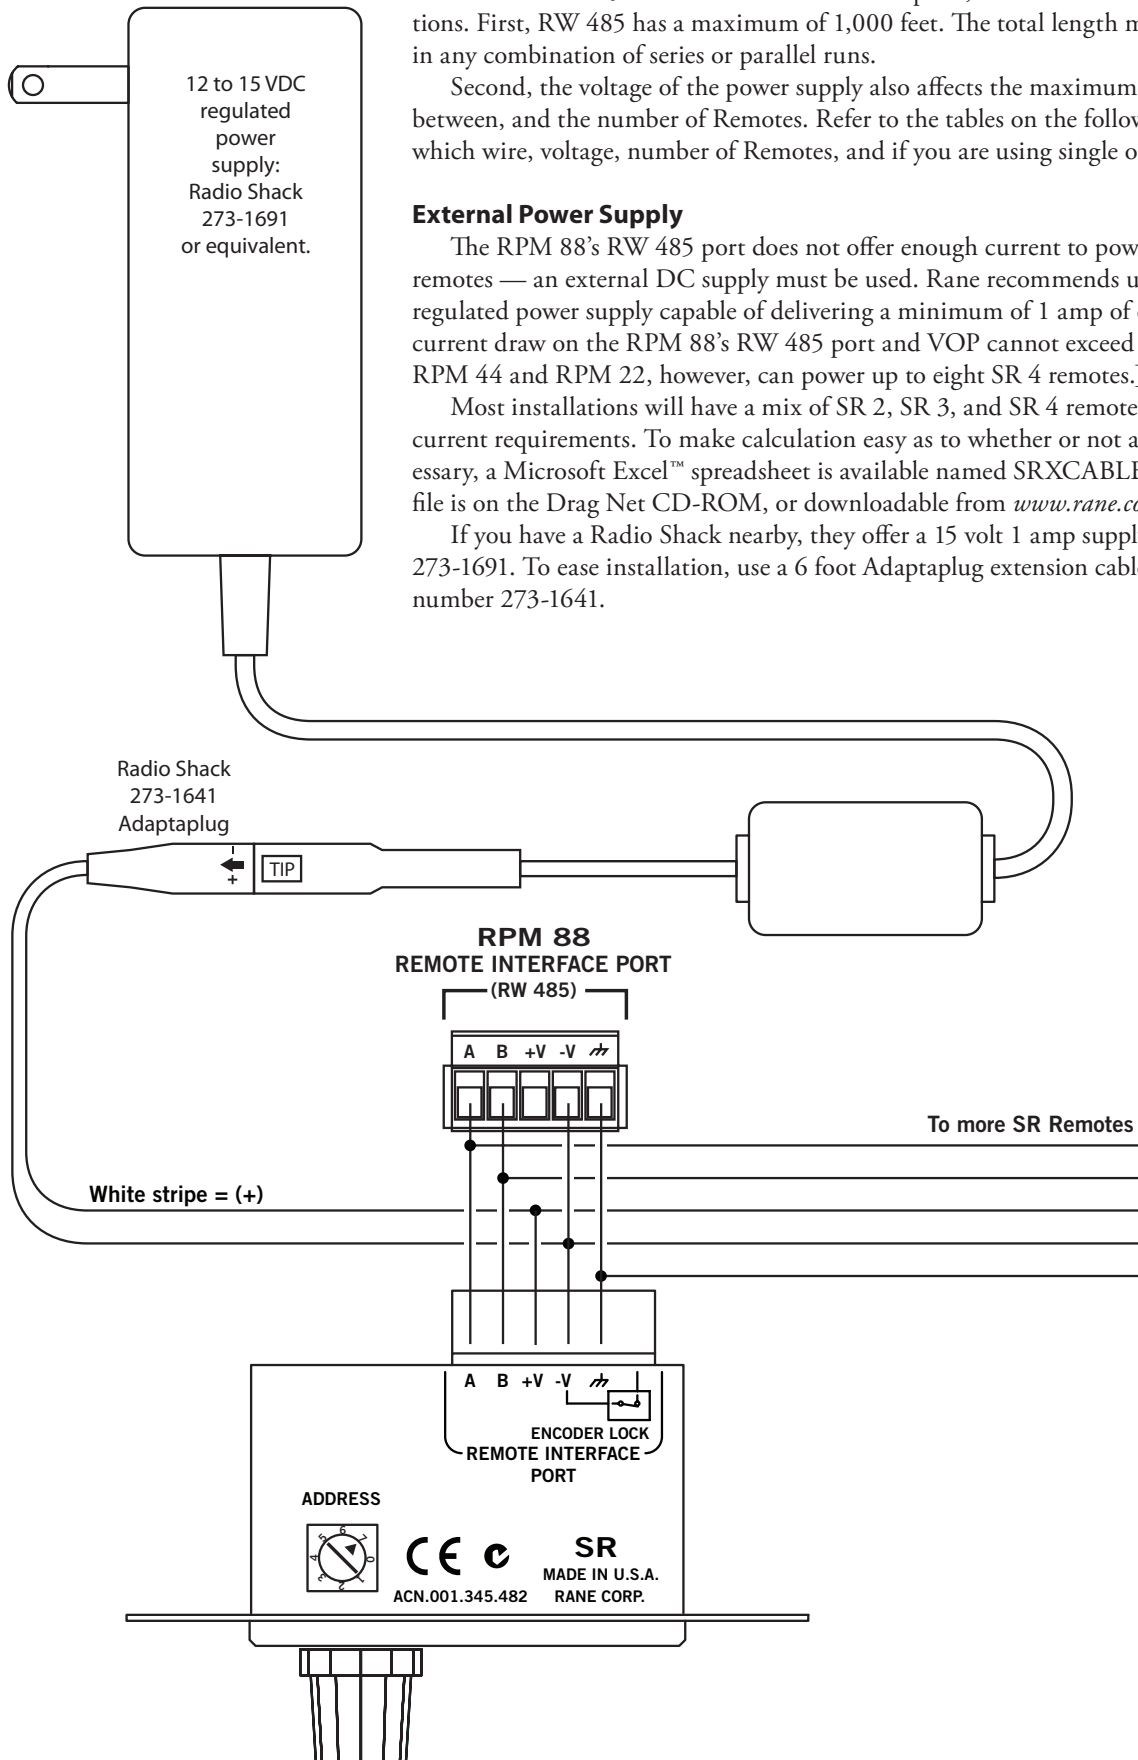 tions. First, RW 485 has a maximum of 1,000 feet. The total length m
in any combination of series or parallel runs.
Second, the voltage of the power supply also affects the maximum
between, and the number of Remotes. Refer to the tables on the follow
which wire, voltage, number of Remotes, and if you are using single o
12 to 15 VDC
regulated
power
supply:
Radio Shack
273-1691
or equivalent.
External Power Supply
The RPM 88’s RW 485 port does not offer enough current to pow
remotes — an external DC supply must be used. Rane recommends u
regulated power supply capable of delivering a minimum of 1 amp of
current draw on the RPM 88’s RW 485 port and VOP cannot exceed
RPM 44 and RPM 22, however, can power up to eight SR 4 remotes.]
Most installations will have a mix of SR 2, SR 3, and SR 4 remote
current requirements. To make calculation easy as to whether or not a
essary, a Microsoft Excel™ spreadsheet is available named SRXCABLE
file is on the Drag Net CD-ROM, or downloadable from www.rane.co
If you have a Radio Shack nearby, they offer a 15 volt 1 amp suppl
273-1691. To ease installation, use a 6 foot Adaptaplug extension cabl
number 273-1641.
Radio Shack
273-1641
Adaptaplug
-
+
TIP
RPM 88
REMOTE INTERFACE PORT
(RW 485)
A B +V -V
To more SR Remotes
White stripe = (+)
A B +V -V
ENCODER LOCK
REMOTE INTERFACE
PORT
ADDRESS
0 1 2 3 4 5 6 7
CE
SR
MADE IN U.S.A.
ACN.001.345.482 RANE CORP.